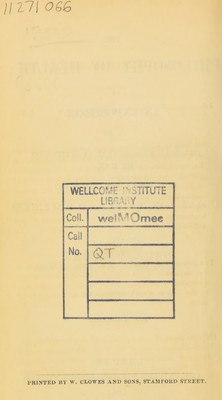 11271066
WELLCOME INSTITUTE
LIBRARY
Coll. welMOmec
Call
No. QT
PRINTED BY W. CLOWES AND SONS, STAMFORD STREET.